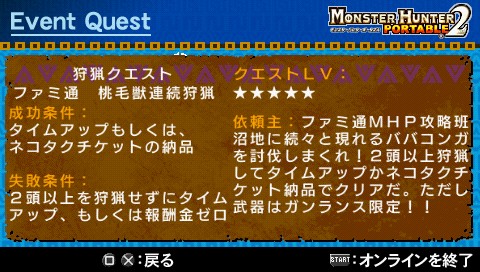 Event Quest
MONSTER HUNTER
PORTABLE 2
狩猟クエスト
ファミ通　桃毛獣連続狩猟
成功条件：
タイムアップもしくは、
ネコタクチケットの納品
失敗条件：
２頭以上を狩猟せずにタイム
アップ、もしくは報酬金ゼロ
クエストＬＶ：
★★★★★
依頼主：ファミ通ＭＨＰ攻略班
沼地に続々と現れるババコンガ
を討伐しまくれ！２頭以上狩猟
してタイムアップかネコタクチ
ケット納品でクリアだ。ただし
武器はガンランス限定！！
□ ×：戻る
START：オンラインを終了